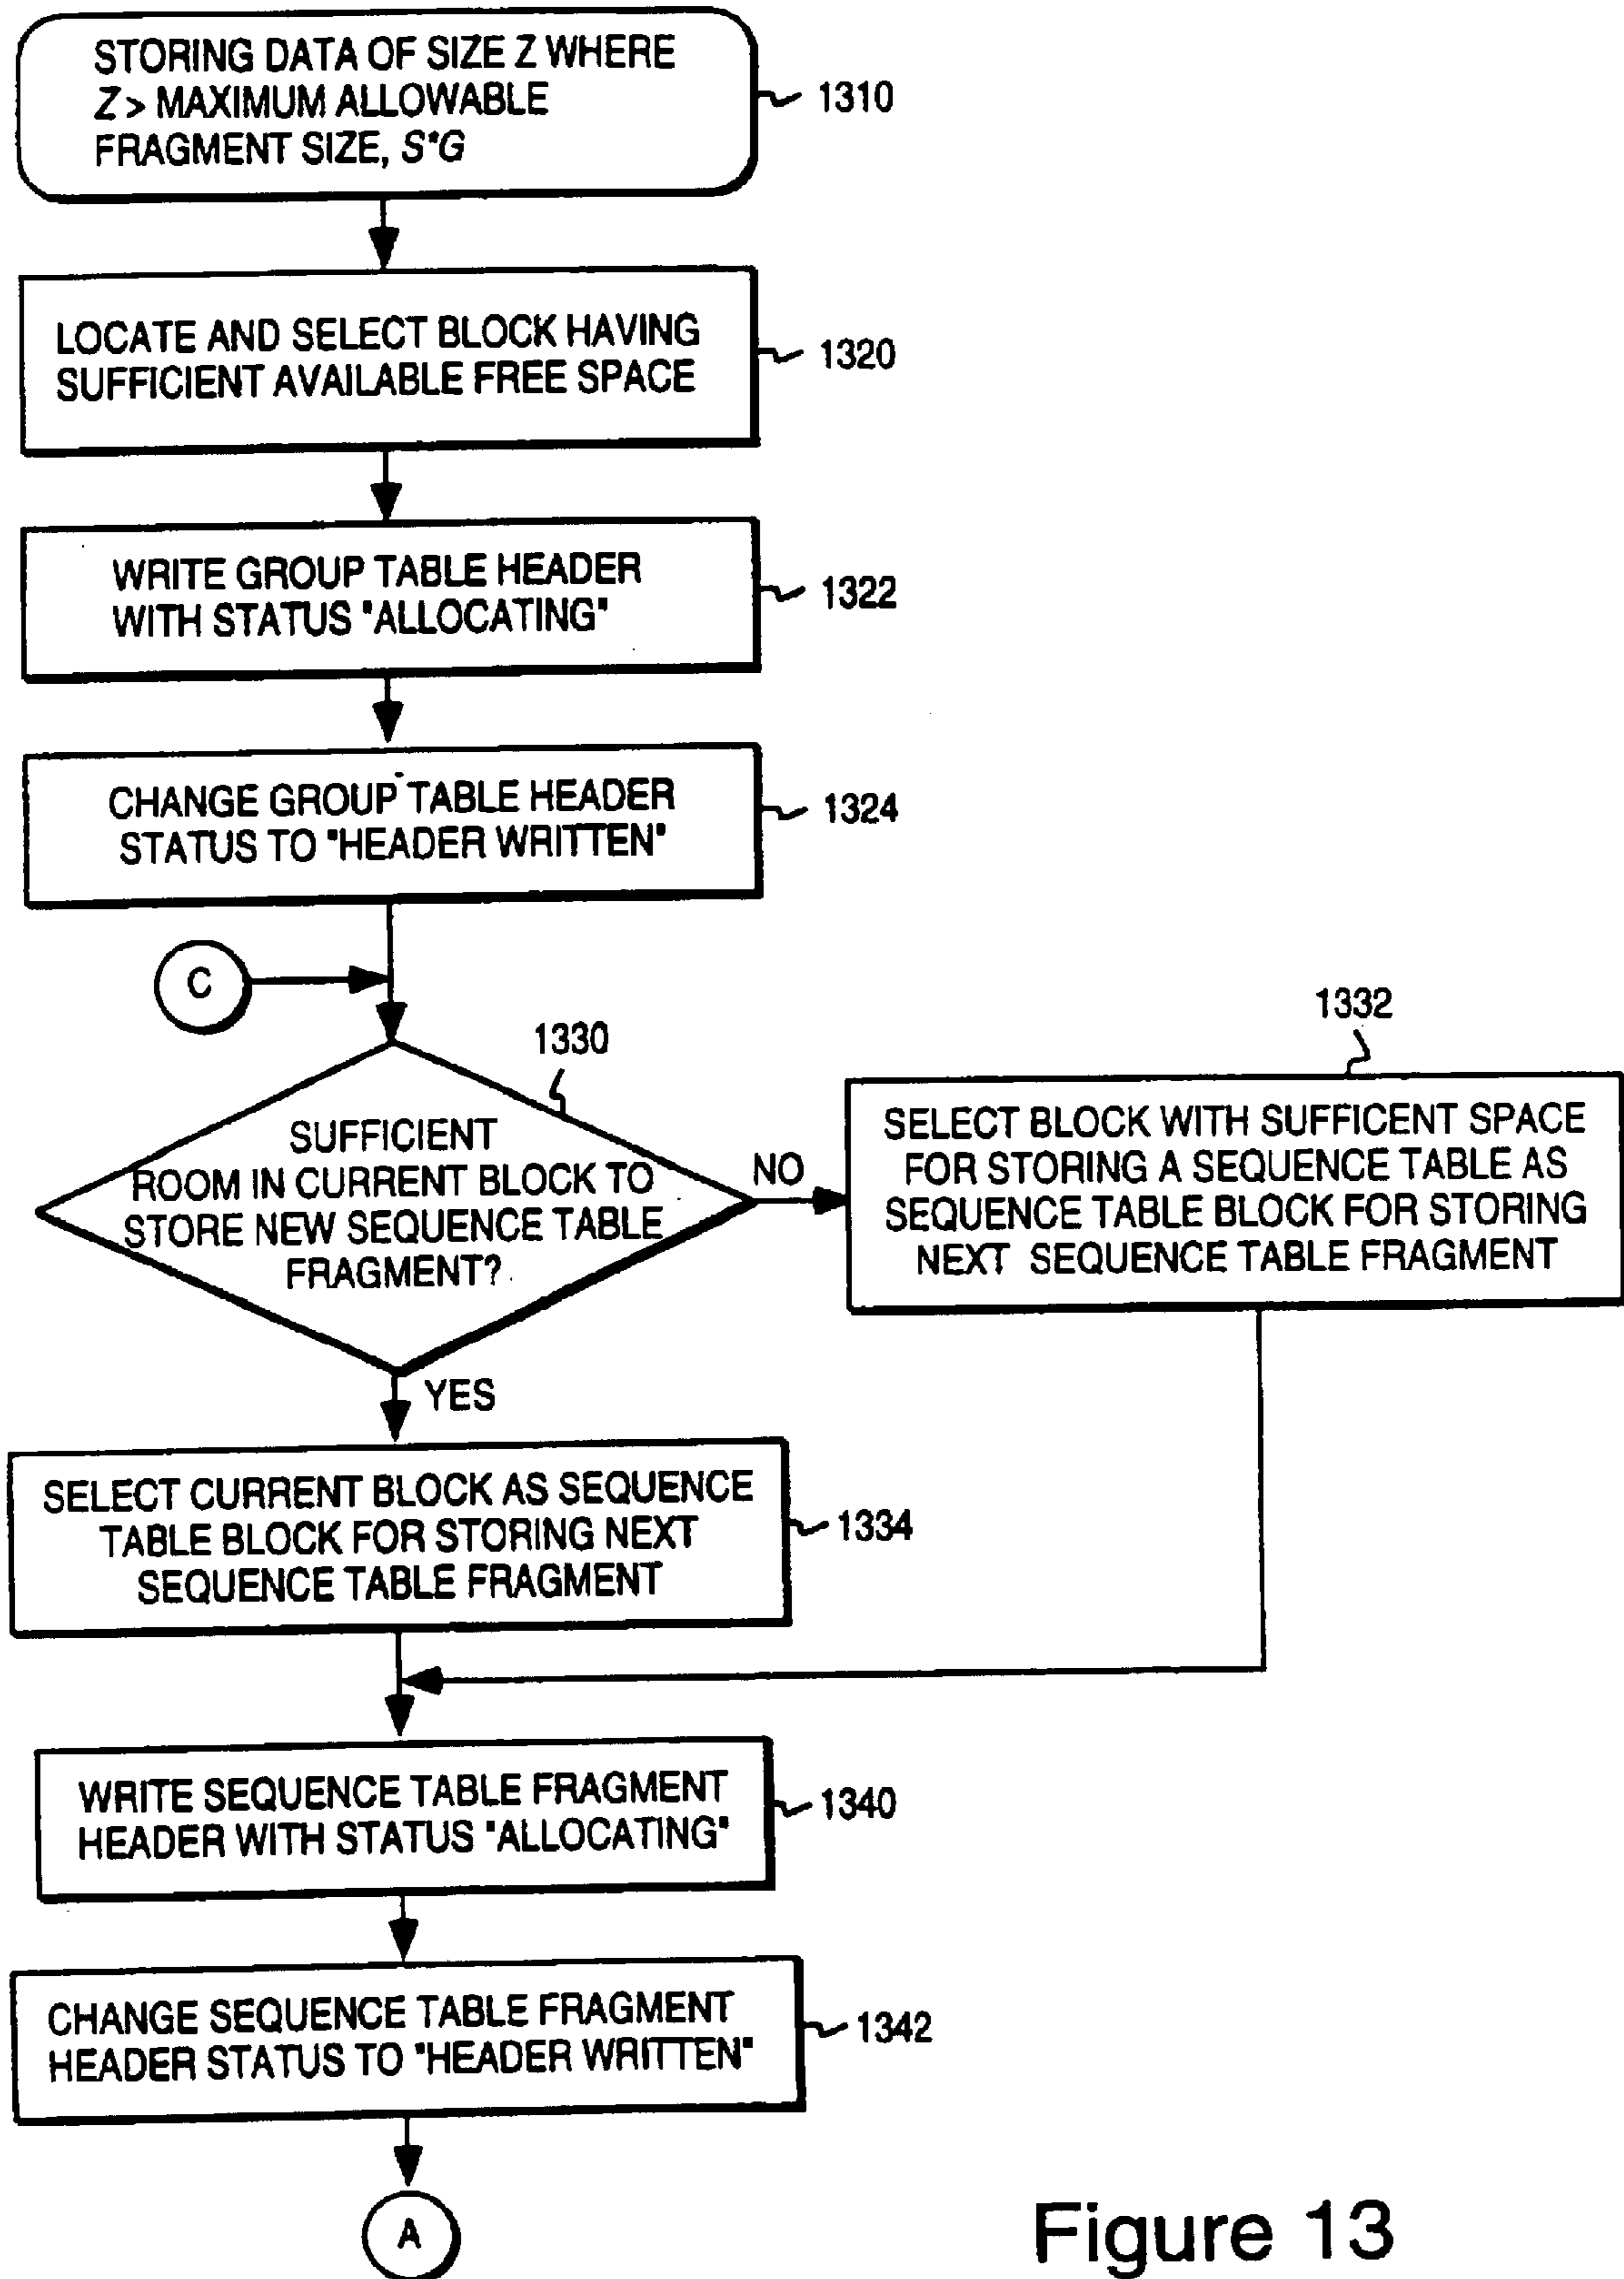 STORING DATA OF SIZE Z WHERE
Z > MAXIMUM ALLOWABLE
FRAGMENT SIZE, S*G
1310
LOCATE AND SELECT BLOCK HAVING
SUFFICIENT AVAILABLE FREE SPACE
1320
WRITE GROUP TABLE HEADER
WITH STATUS "ALLOCATING"
1322
CHANGE GROUP TABLE HEADER
STATUS TO "HEADER WRITTEN"
1324
C
1330
SUFFICIENT
ROOM IN CURRENT BLOCK TO
STORE NEW SEQUENCE TABLE
FRAGMENT?
NO
1332
SELECT BLOCK WITH SUFFICENT SPACE
FOR STORING A SEQUENCE TABLE AS
SEQUENCE TABLE BLOCK FOR STORING
NEXT SEQUENCE TABLE FRAGMENT
YES
SELECT CURRENT BLOCK AS SEQUENCE
TABLE BLOCK FOR STORING NEXT
SEQUENCE TABLE FRAGMENT
1334
WRITE SEQUENCE TABLE FRAGMENT
HEADER WITH STATUS "ALLOCATING"
1340
CHANGE SEQUENCE TABLE FRAGMENT
HEADER STATUS TO "HEADER WRITTEN"
1342
A
Figure 13